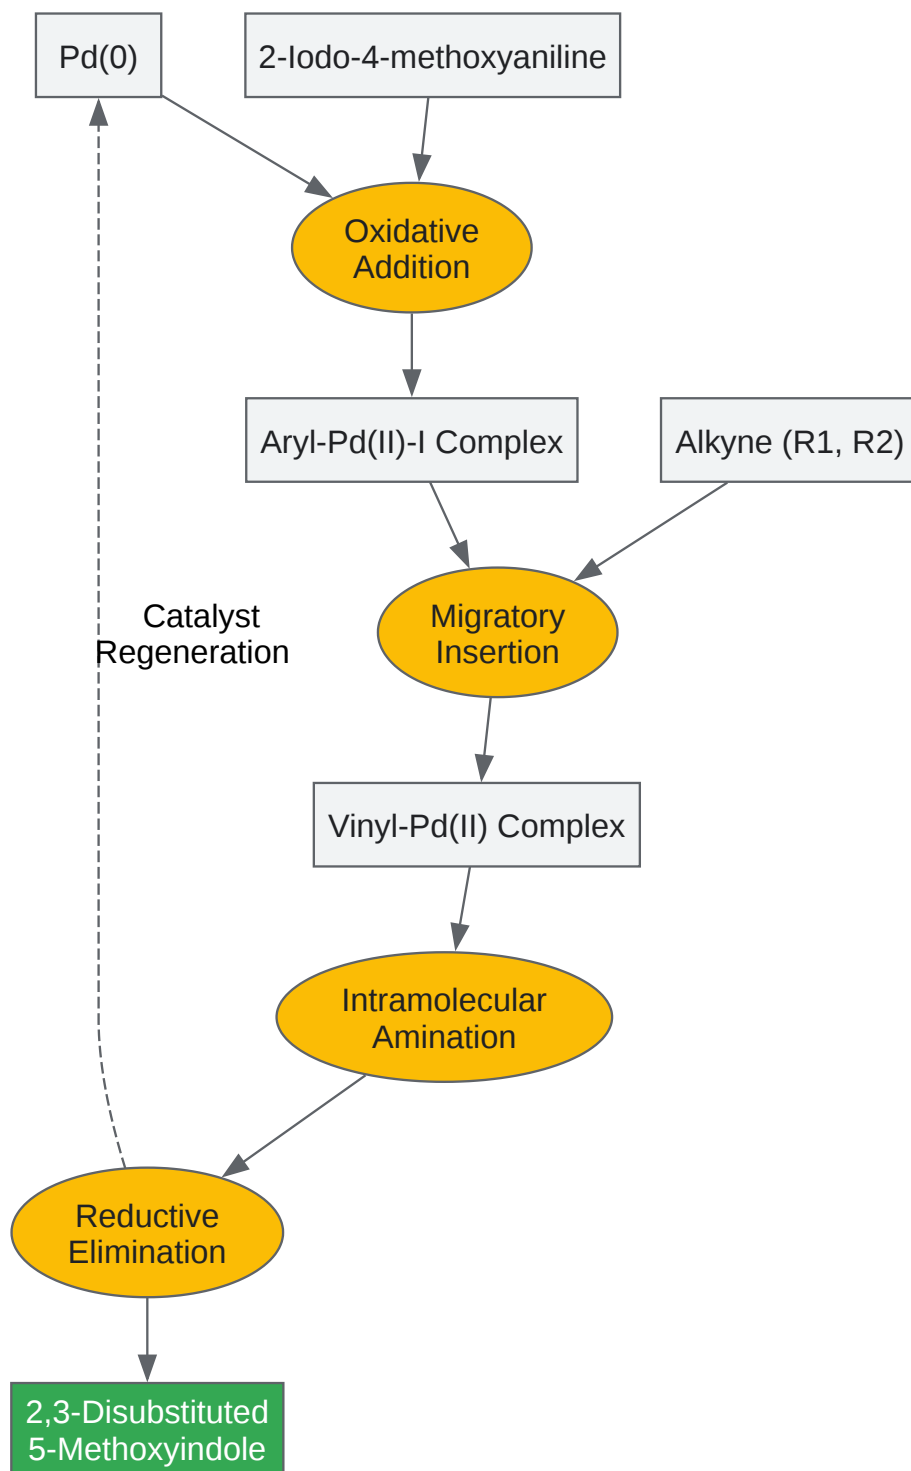 Pd(0)
2-Iodo-4-methoxyaniline
Oxidative
Addition
Aryl-Pd(II)-I Complex
Alkyne (R1, R2)
Migratory
Insertion
Catalyst
Regeneration
Vinyl-Pd(II) Complex
Intramolecular
Amination
Reductive
Elimination
2,3-Disubstituted
5-Methoxyindole